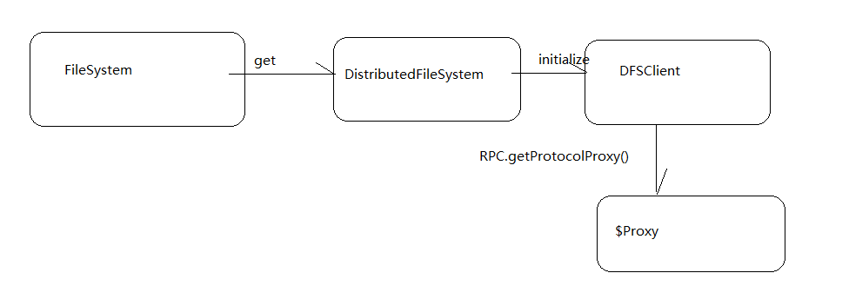 FileSystem
get
DistributedFileSystem
initialize
DFSClient
RPC.getProtocolProxy()
$Proxy